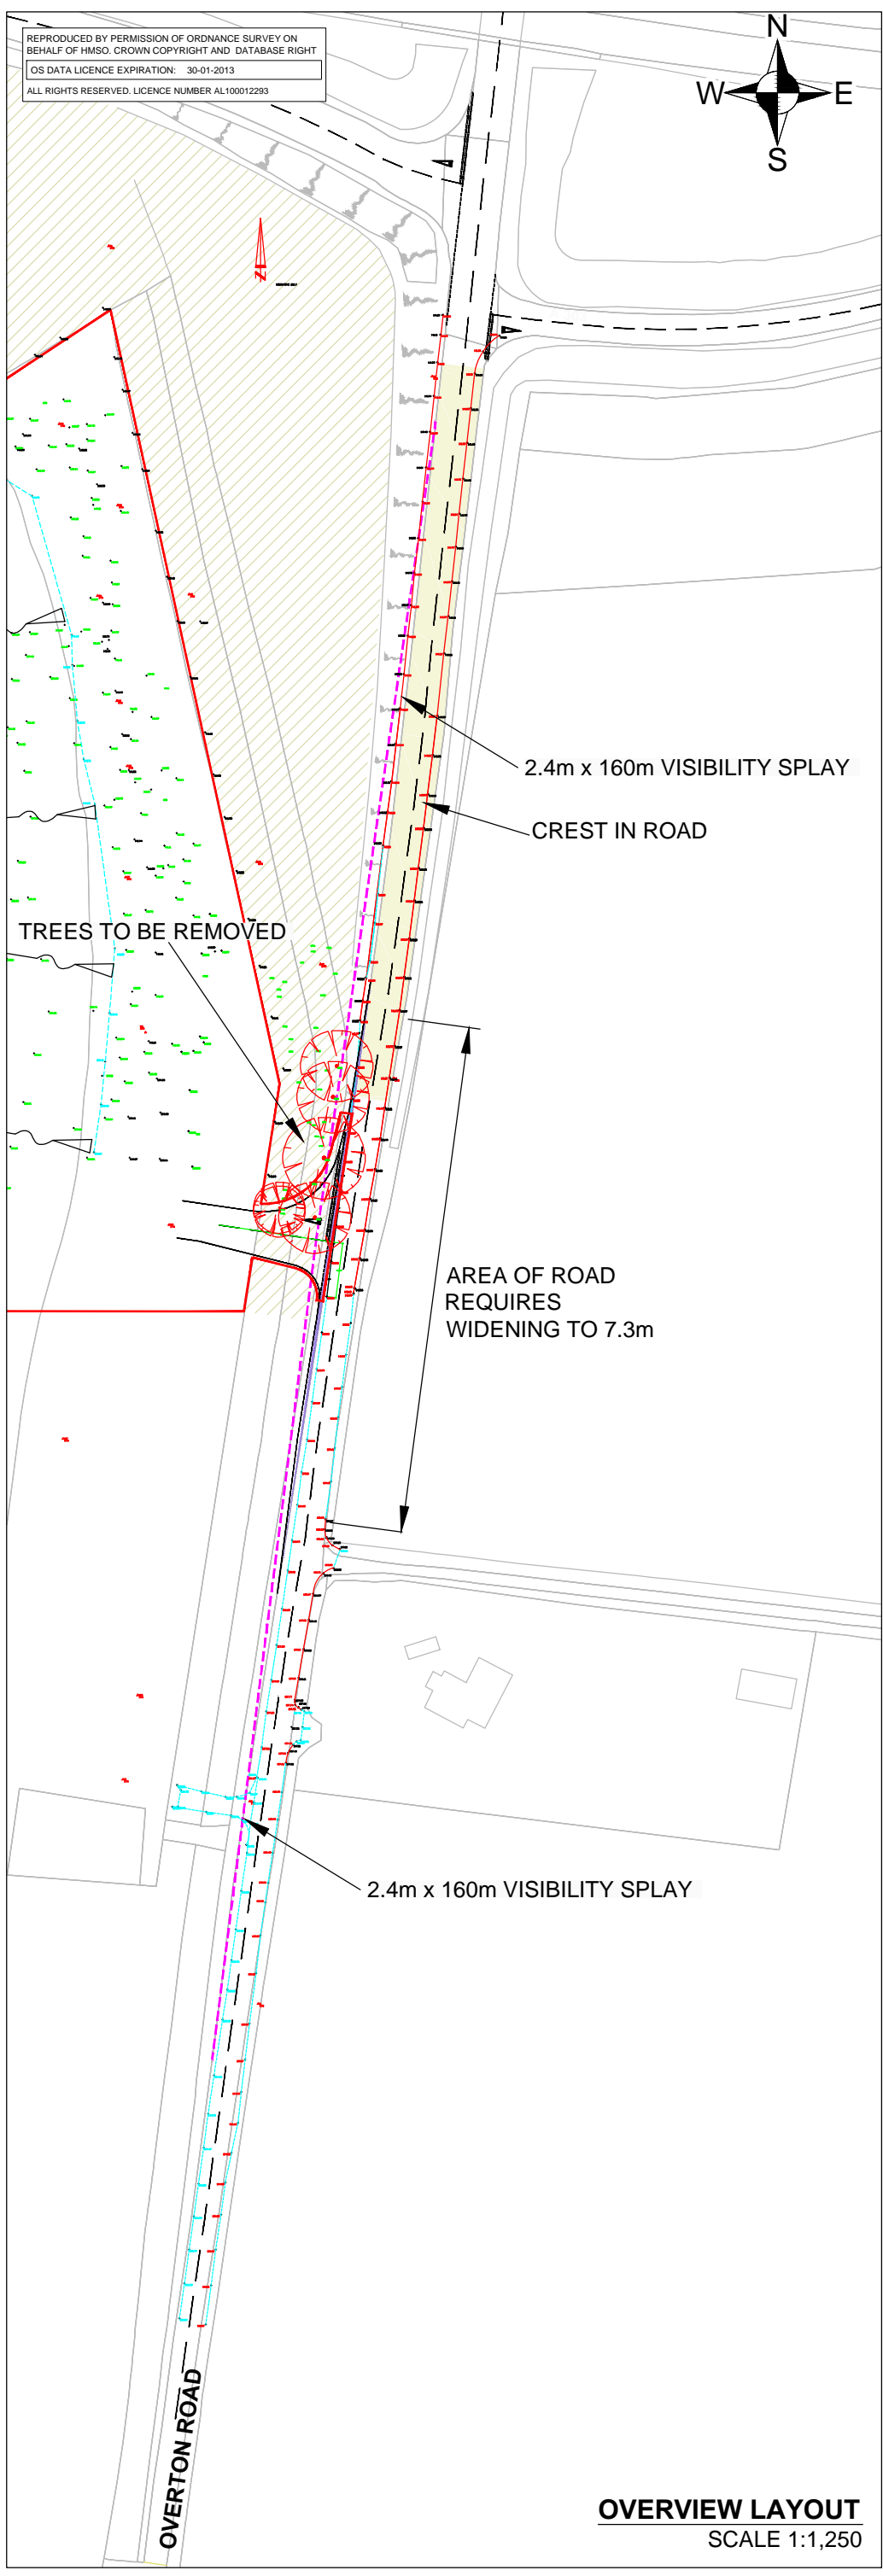 REPRODUCED BY PERMISSION OF ORDNANCE SURVEY ON
BEHALF OF HMSO. CROWN COPYRIGHT AND DATABASE RIGHT
OS DATA LICENCE EXPIRATION: 30-01-2013
ALL RIGHTS RESERVED. LICENCE NUMBER AL100012293
N
W
E
S
N
2.4m x 160m VISIBILITY SPLAY
CREST IN ROAD
TREES TO BE REMOVED
AREA OF ROAD
REQUIRES
WIDENING TO 7.3m
2.4m x 160m VISIBILITY SPLAY
OVERTON ROAD
OVERVIEW LAYOUT
SCALE 1:1,250